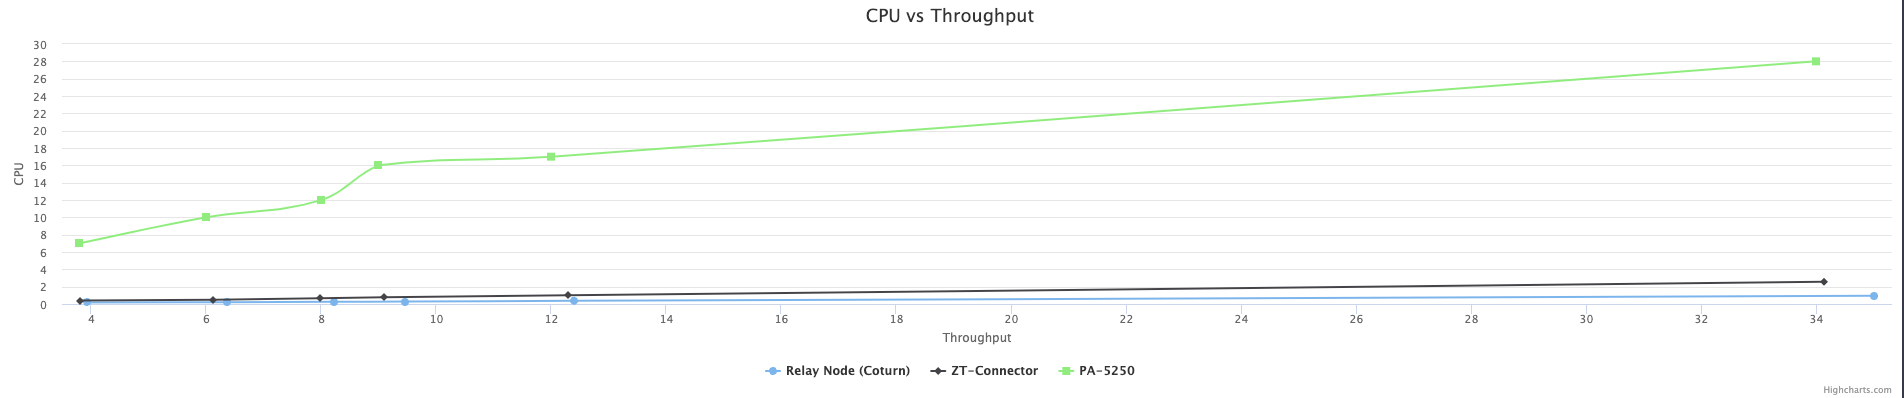 CPU vs Throughput
30
28
26
24
22
20
18
16
14
12
10
8
6
4
2
0
CPU
4 6 8 10 12 14 16 18 20 22 24 26 28 30 32 34
Throughput
Relay Node (Coturn) ZT-Connector PA-5250
Highcharts.com